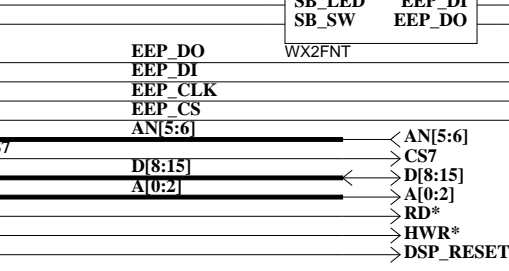 SB_LED EEP_DI
SB_SW EEP_DO
WX2FNT
EEP_DO
EEP_DI
EEP_CLK
EEP_CS
AN[5:6]
AN[5:6]
7
CS7
D[8:15]
D[8:15]
A[0:2]
A[0:2]
RD*
HWR*
DSP_RESET